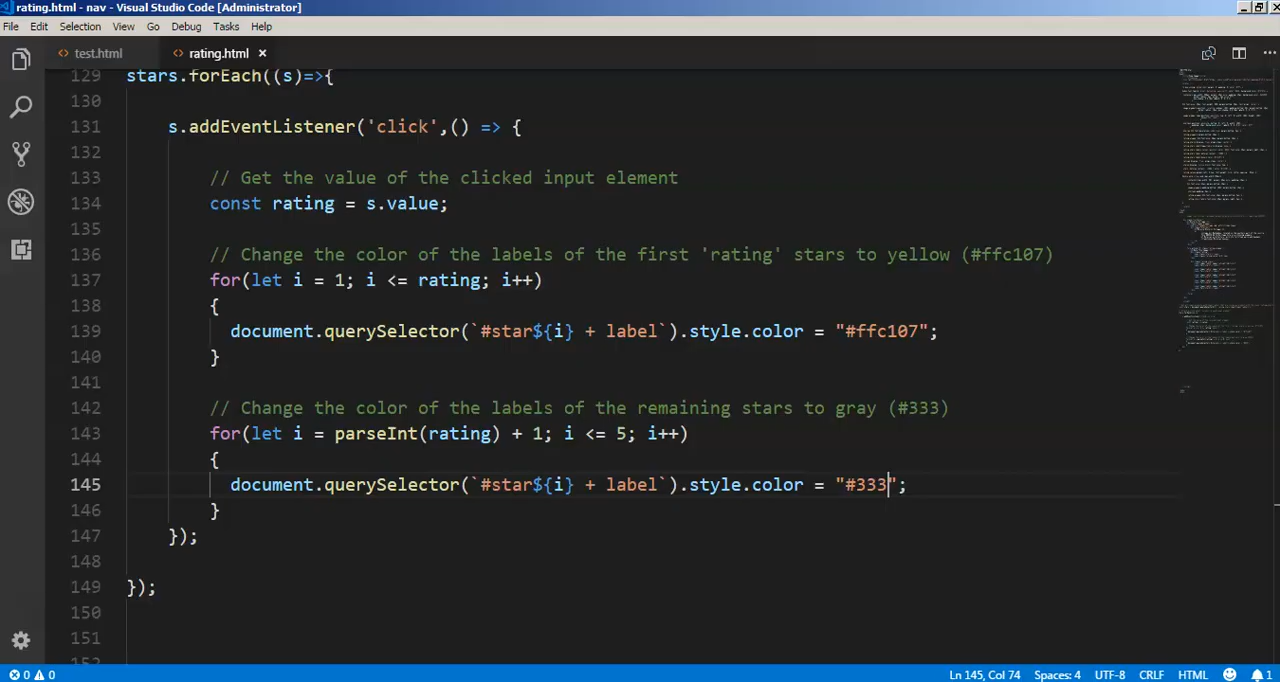 rating.html - nav - Visual Studio Code [Administrator]
File Edit Selection View Go Debug Tasks Help
test.html rating.html
129 stars.forEach((s)=>{
130
131 s.addEventListener('click',() => {
132
133 // Get the value of the clicked input element
134 const rating = s.value;
135
136 // Change the color of the labels of the first 'rating' stars to yellow (#ffc107)
137 for(let i = 1; i <= rating; i++)
138 {
139 document.querySelector(`#star${i} + label`).style.color = "#ffc107";
140 }
141
142 // Change the color of the labels of the remaining stars to gray (#333)
143 for(let i = parseInt(rating) + 1; i <= 5; i++)
144 {
145 document.querySelector(`#star${i} + label`).style.color = "#333";
146 }
147 });
148
149 });
150
151
152
0 0 Ln 145, Col 74 Spaces: 4 UTF-8 CRLF HTML 1